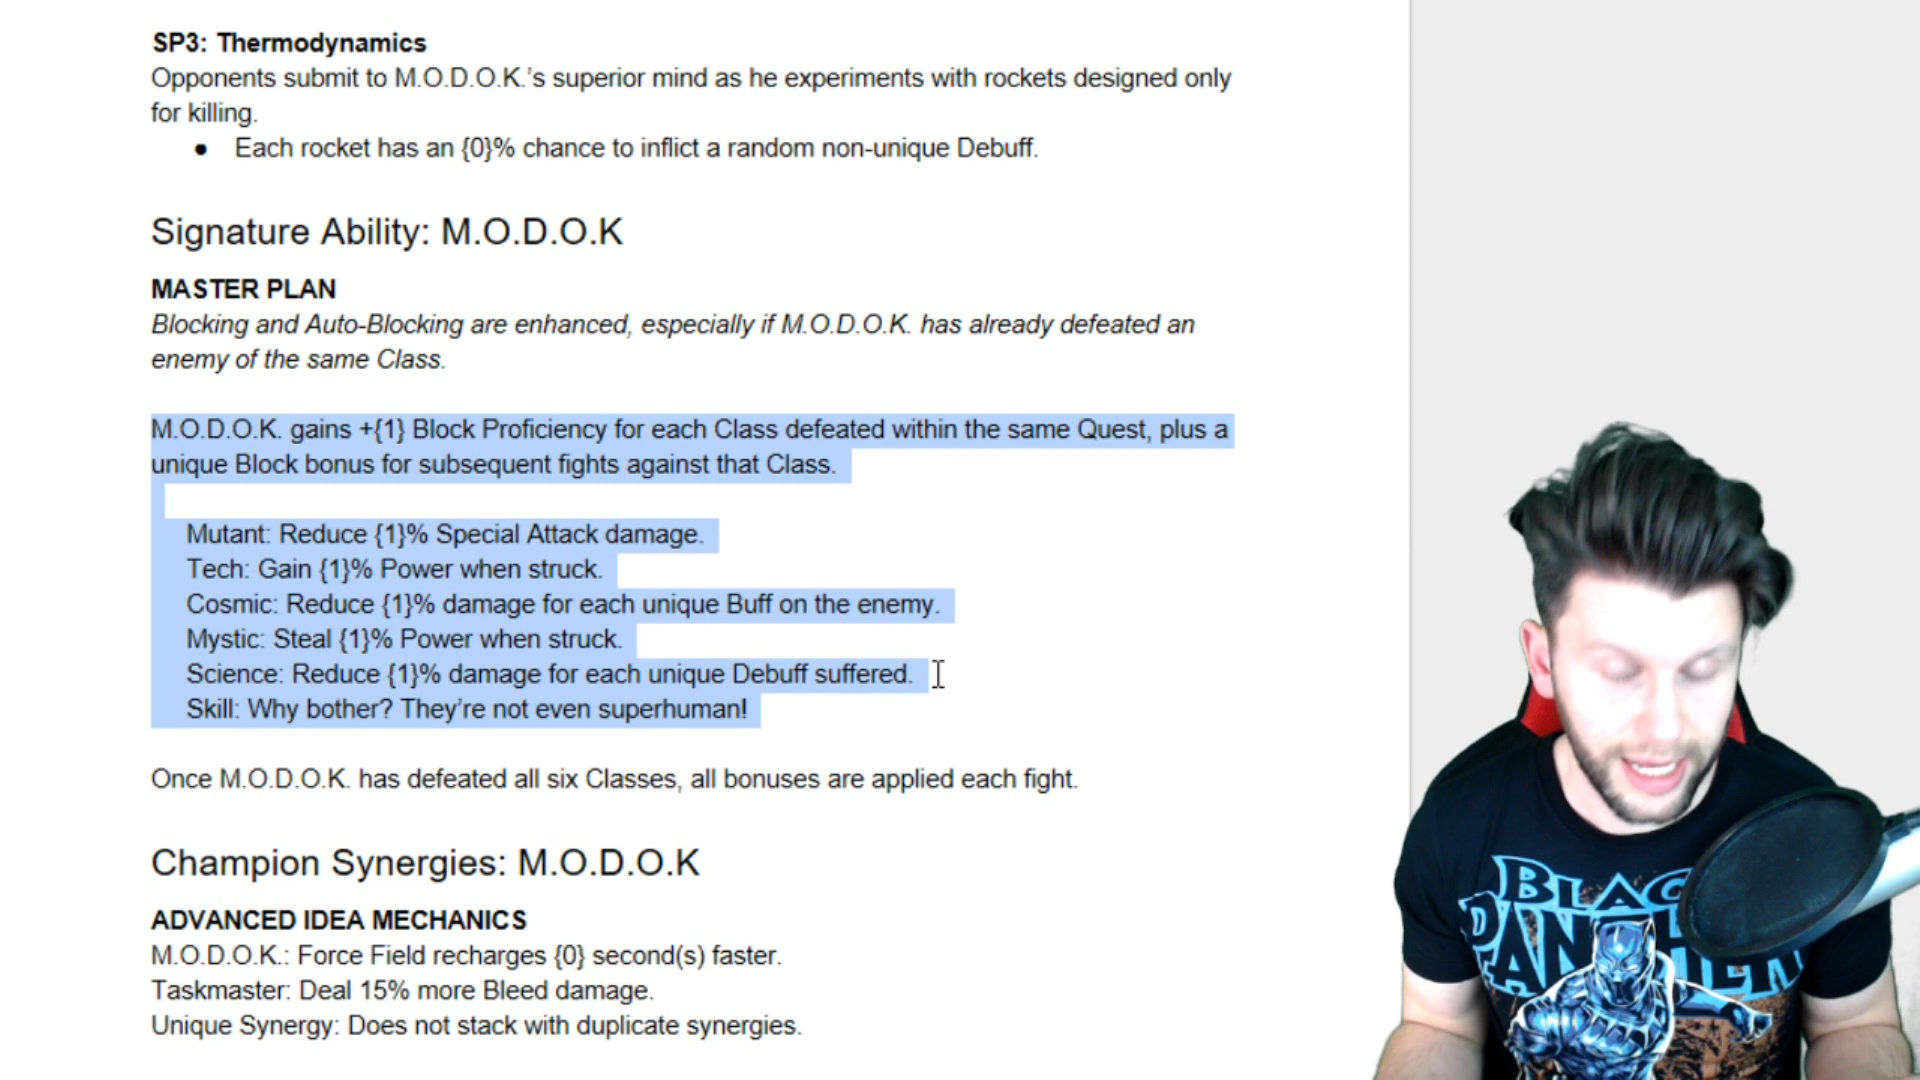 SP3: Thermodynamics
Opponents submit to M.O.D.O.K.'s superior mind as he experiments with rockets designed only
for killing.
● Each rocket has an {0}% chance to inflict a random non-unique Debuff.
Signature Ability: M.O.D.O.K
MASTER PLAN
Blocking and Auto-Blocking are enhanced, especially if M.O.D.O.K. has already defeated an
enemy of the same Class.
M.O.D.O.K. gains +{1} Block Proficiency for each Class defeated within the same Quest, plus a
unique Block bonus for subsequent fights against that Class.
Mutant: Reduce {1}% Special Attack damage.
Tech: Gain {1}% Power when struck.
Cosmic: Reduce {1}% damage for each unique Buff on the enemy.
Mystic: Steal {1}% Power when struck.
Science: Reduce {1}% damage for each unique Debuff suffered.
Skill: Why bother? They're not even superhuman!
Once M.O.D.O.K. has defeated all six Classes, all bonuses are applied each fight.
Champion Synergies: M.O.D.O.K
ADVANCED IDEA MECHANICS
M.O.D.O.K.: Force Field recharges {0} second(s) faster.
Taskmaster: Deal 15% more Bleed damage.
Unique Synergy: Does not stack with duplicate synergies.